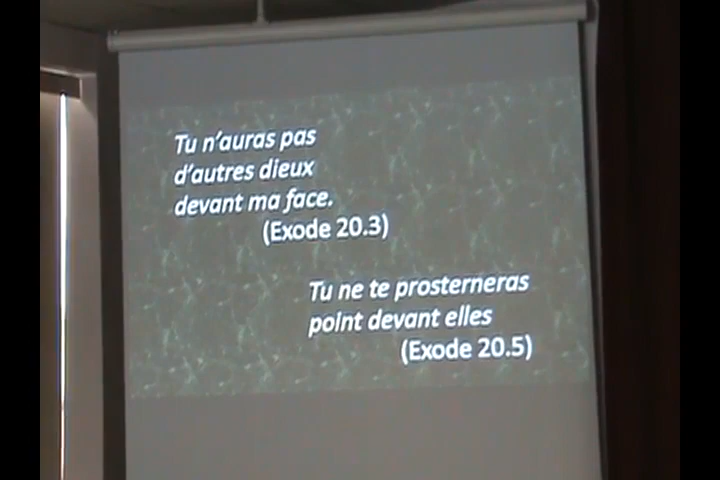 Tu n'auras pas
d'autres dieux
devant ma face.
(Exode 20.3)
Tu ne te prosterneras
point devant elles
(Exode 20.5)